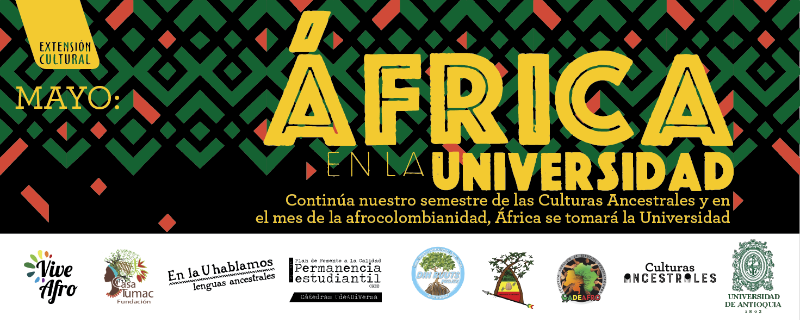 EXTENSIÓN
CULTURAL
MAYO:
ÁFRICA
EN LA UNIVERSIDAD
Continúa nuestro semestre de las Culturas Ancestrales y en
el mes de la afrocolombianidad, África se tomará la Universidad
Vive
Afro
Casa
Tumac
Fundación
En la U hablamos
lenguas ancestrales
Plan de Fomento a la Calidad
Permanencia
estudiantil
OUR ROOTS
Culturas
ANCESTRALES
UNIVERSIDAD
DE ANTIOQUIA
1803